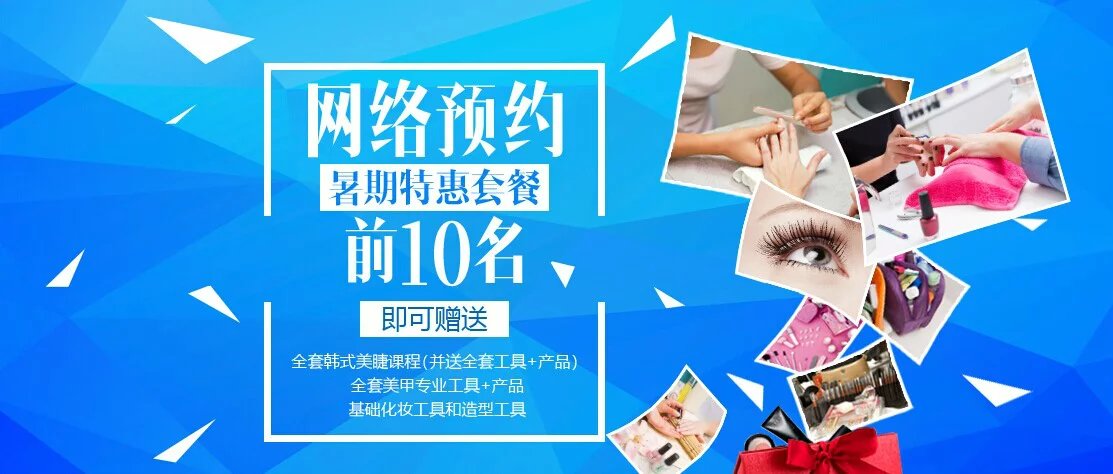 网络预约
暑期特惠套餐
前10名
即可赠送
全套韩式美睫课程(并送全套工具+产品)
全套美甲专业工具+产品
基础化妆工具和造型工具